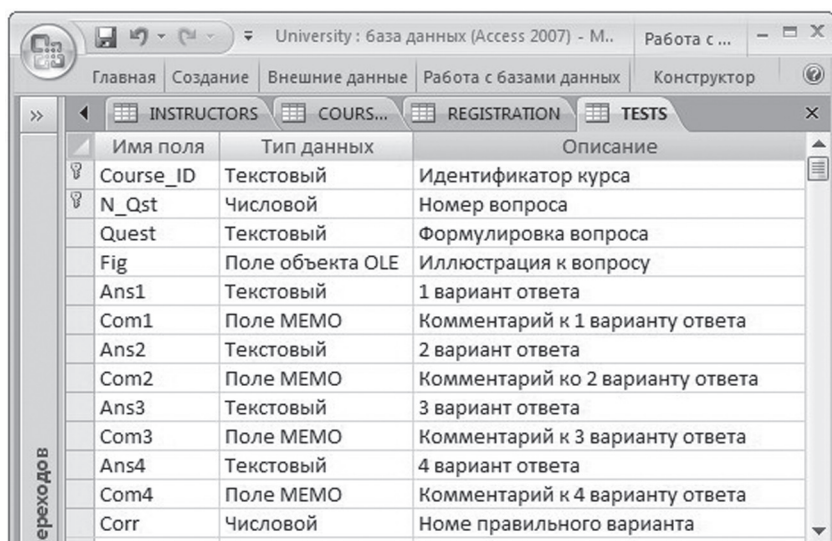 University : база данных (Access 2007) - М.. Работа с ...
Главная Создание Внешние данные Работа с базами данных Конструктор
INSTRUCTORS COURS... REGISTRATION TESTS
Имя поля Тип данных Описание
Course_ID Текстовый Идентификатор курса
N_Qst Числовой Номер вопроса
Quest Текстовый Формулировка вопроса
Fig Поле объекта OLE Иллюстрация к вопросу
Ans1 Текстовый 1 вариант ответа
Com1 Поле МЕМО Комментарий к 1 варианту ответа
Ans2 Текстовый 2 вариант ответа
Com2 Поле МЕМО Комментарий ко 2 варианту ответа
Ans3 Текстовый 3 вариант ответа
Com3 Поле МЕМО Комментарий к 3 варианту ответа
Ans4 Текстовый 4 вариант ответа
Com4 Поле МЕМО Комментарий к 4 варианту ответа
Corr Числовой Номе правильного варианта
ереходов